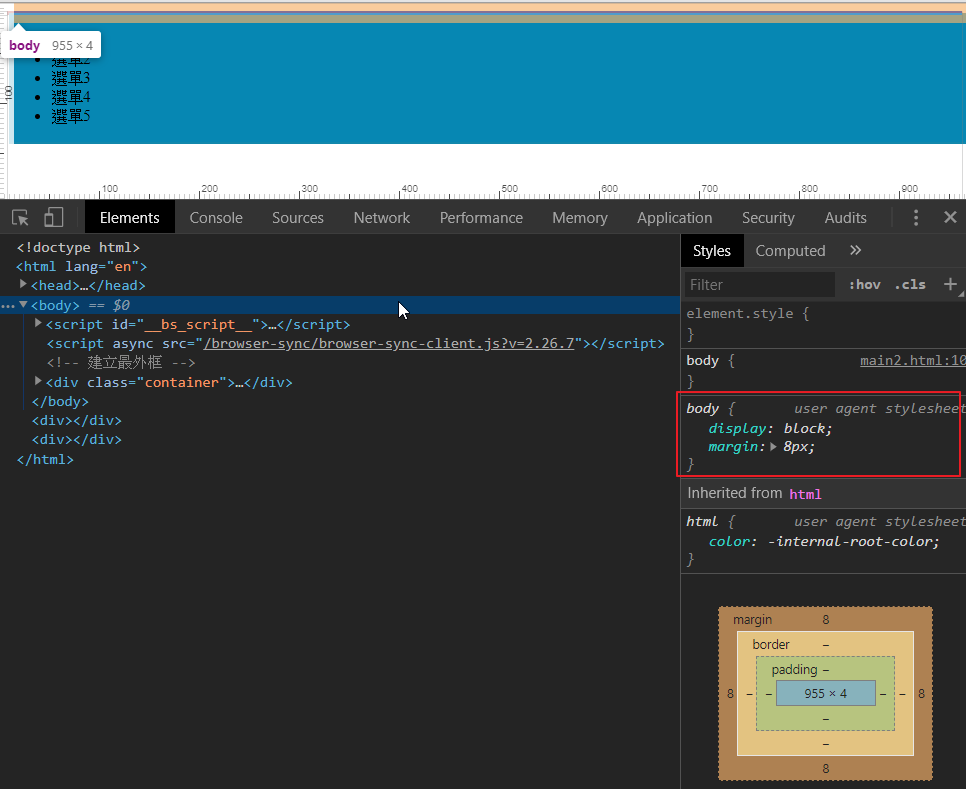 body 955 × 4
選單2
選單3
選單4
選單5
100
100 200 300 400 500 600 700 800 900
Elements Console Sources Network Performance Memory Application Security Audits
<!doctype html>
<html lang="en">
<head>…</head>
<body> == $0
<script id="__bs_script__">…</script>
<script async src="/browser-sync/browser-sync-client.js?v=2.26.7"></script>
<!-- 建立最外框 -->
<div class="container">…</div>
</body>
<div></div>
<div></div>
</html>
Styles Computed »
Filter :hov .cls +
element.style {
}
body { main2.html:10
}
body { user agent stylesheet
display: block;
margin: 8px;
}
Inherited from html
html { user agent stylesheet
color: -internal-root-color;
}
margin 8
border –
padding –
8 – – 955 × 4 – – 8
–
–
8